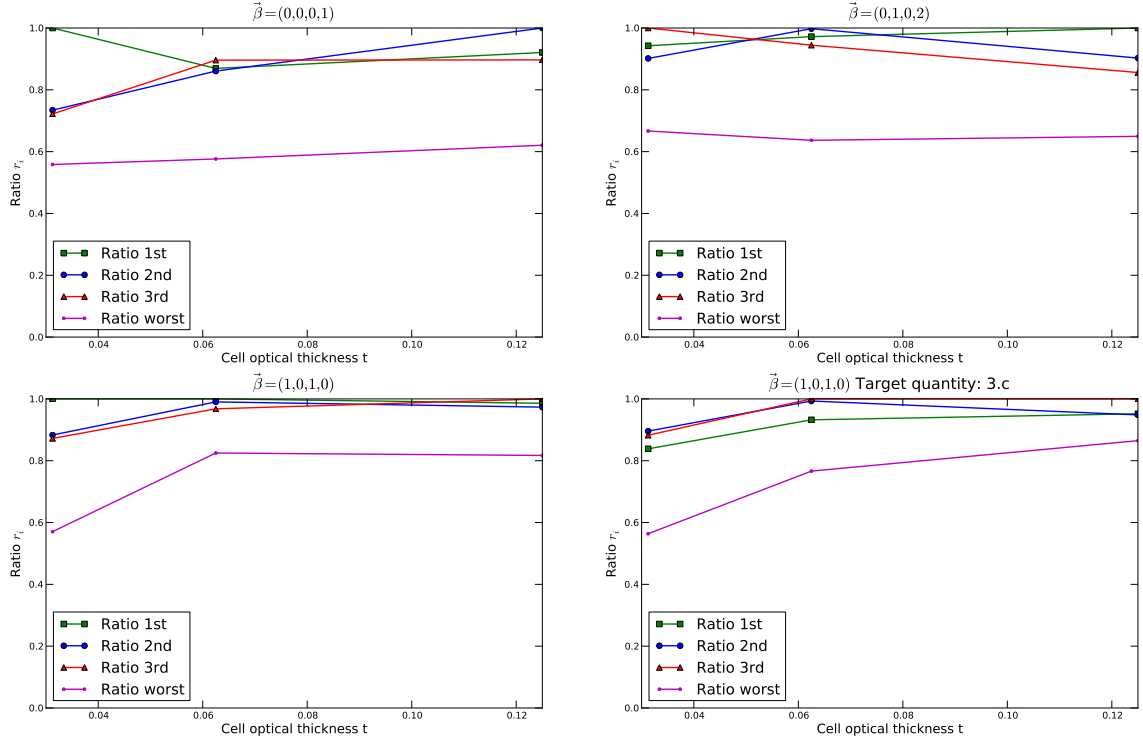 β⃗=(0,0,0,1)
1.0
0.8
0.6
0.4
0.2
0.0
Ratio rᵢ
Ratio 1st
Ratio 2nd
Ratio 3rd
Ratio worst
0.04 0.06 0.08 0.10 0.12
Cell optical thickness t
β⃗=(0,1,0,2)
1.0
0.8
0.6
0.4
0.2
0.0
Ratio rᵢ
Ratio 1st
Ratio 2nd
Ratio 3rd
Ratio worst
0.04 0.06 0.08 0.10 0.12
Cell optical thickness t
β⃗=(1,0,1,0)
1.0
0.8
0.6
0.4
0.2
0.0
Ratio rᵢ
Ratio 1st
Ratio 2nd
Ratio 3rd
Ratio worst
0.04 0.06 0.08 0.10 0.12
Cell optical thickness t
β⃗=(1,0,1,0) Target quantity: 3.c
1.0
0.8
0.6
0.4
0.2
0.0
Ratio rᵢ
Ratio 1st
Ratio 2nd
Ratio 3rd
Ratio worst
0.04 0.06 0.08 0.10 0.12
Cell optical thickness t